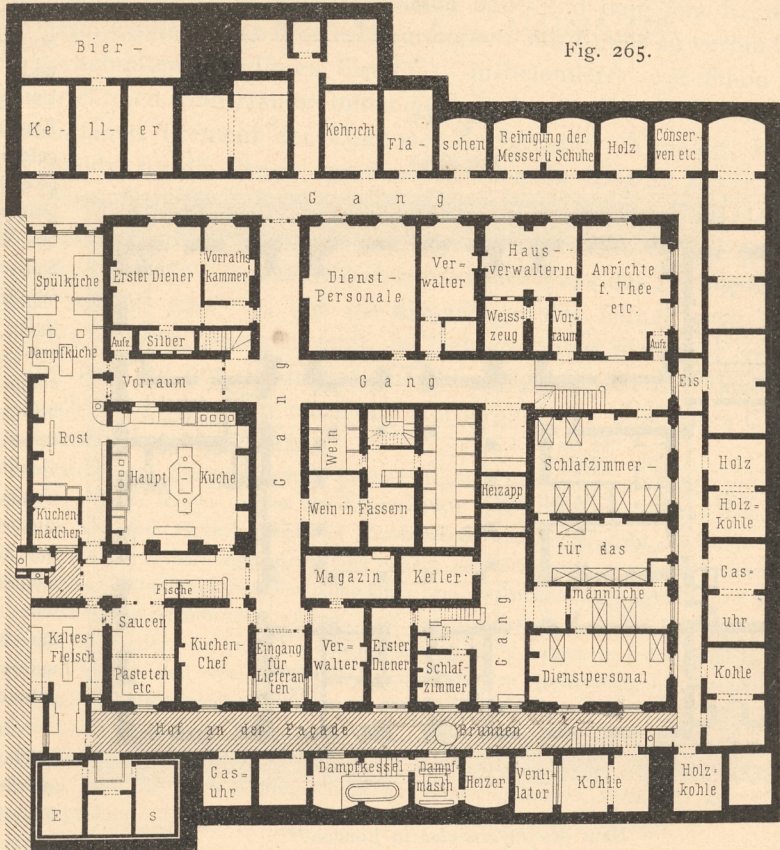 Fig. 265.
Bier-
Ke- ll- er
Kehricht
Fla- schen
Reinigung der
Messer u Schuhe
Holz
Conser-
ven etc
Gang
Spülküche
Erster Diener
Vorraths
kammer
Dienst-
Personale
Ver=
walter
Haus-
verwalterin
Anrichte
f. Thee
etc.
Weiss-
zeug
Vor-
raum
Aufz
Aufz.
Silber
Dampfküche
Vorraum
Gang
Gang
Eis
Rost
Haupt Küche
Wein
Wein in Fässern
Heizapp
Schlafzimmer-
Holz
Holz=
kohle
Küchen
mädchen
für das
Gas-
uhr
Magazin
Keller
Fische
männliche
Saucen
Kaltes-
Fleisch
Pasteten
etc.
Küchen-
Chef
Eingang
für
Lieferan
ten
Ver=
walter
Erster
Diener
Schlaf-
zimmer
Gang
Dienstpersonal
Kohle
Hof an der Façade
Brunnen
E s
Gas=
uhr
Dampfkessel
Dampf
masch
Heizer
Venti-
lator
Kohle
Holz-
kohle